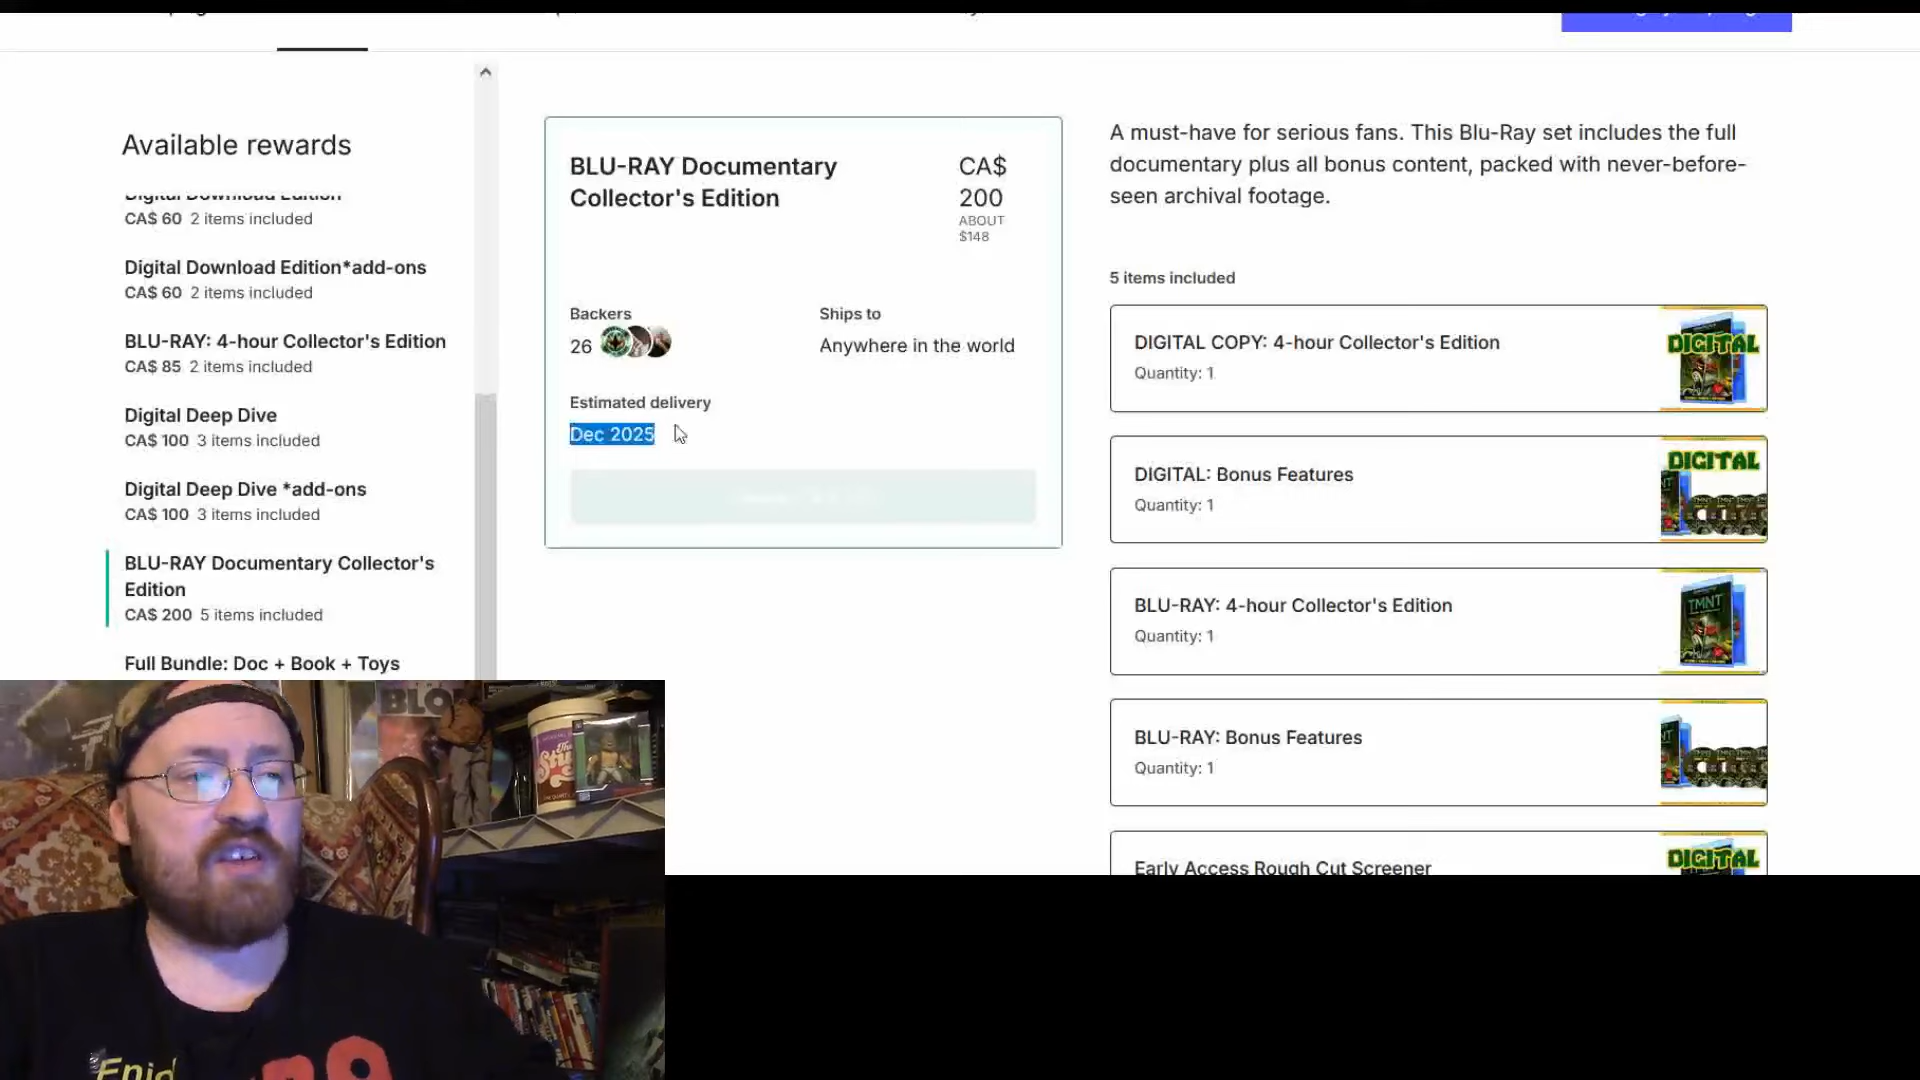 Available rewards
Digital Download Edition
CA$ 60 2 items included
Digital Download Edition*add-ons
CA$ 60 2 items included
BLU-RAY: 4-hour Collector's Edition
CA$ 85 2 items included
Digital Deep Dive
CA$ 100 3 items included
Digital Deep Dive *add-ons
CA$ 100 3 items included
BLU-RAY Documentary Collector's
Edition
CA$ 200 5 items included
Full Bundle: Doc + Book + Toys
BLU-RAY Documentary
Collector's Edition
CA$
200
ABOUT
$148
Backers
26
Ships to
Anywhere in the world
Estimated delivery
Dec 2025
A must-have for serious fans. This Blu-Ray set includes the full
documentary plus all bonus content, packed with never-before-
seen archival footage.
5 items included
DIGITAL COPY: 4-hour Collector's Edition
Quantity: 1
DIGITAL
DIGITAL: Bonus Features
Quantity: 1
DIGITAL
BLU-RAY: 4-hour Collector's Edition
Quantity: 1
TMNT
BLU-RAY: Bonus Features
Quantity: 1
Early Access Rough Cut Screener
DIGITAL
BLO
The
Stu
Enid